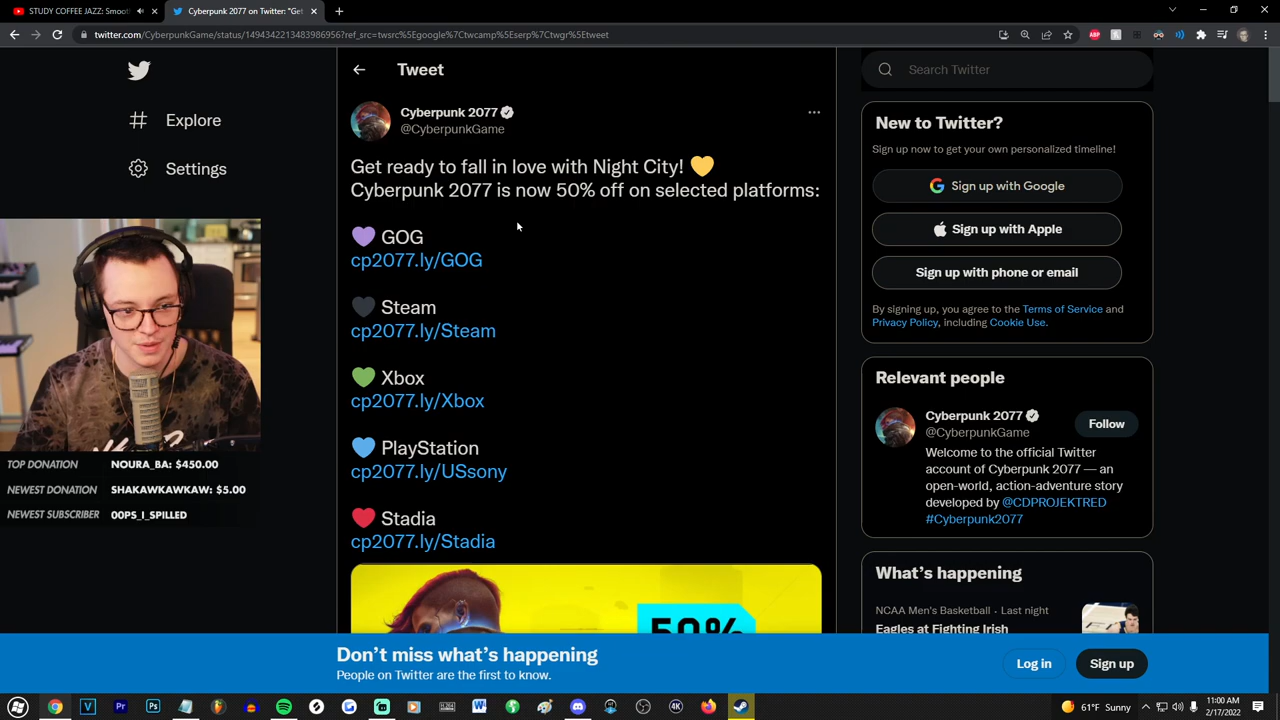 STUDY COFFEE JAZZ: Smoot
Cyberpunk 2077 on Twitter: "Get
twitter.com/CyberpunkGame/status/1494342213483983956?ref_src=twsrc%5Egoogle%7Ctwcamp%5Eserp%7Ctwgr%5Etweet
Explore
Settings
TOP DONATION NOURA_BA: $450.00
NEWEST DONATION SHAKAWKAWKAW: $5.00
NEWEST SUBSCRIBER 00PS_I_SPILLED
Tweet
Cyberpunk 2077
@CyberpunkGame
Get ready to fall in love with Night City! 💛
Cyberpunk 2077 is now 50% off on selected platforms:
💜 GOG
cp2077.ly/GOG
🖤 Steam
cp2077.ly/Steam
💚 Xbox
cp2077.ly/Xbox
💙 PlayStation
cp2077.ly/USsony
❤️ Stadia
cp2077.ly/Stadia
50%
Search Twitter
New to Twitter?
Sign up now to get your own personalized timeline!
Sign up with Google
Sign up with Apple
Sign up with phone or email
By signing up, you agree to the Terms of Service and
Privacy Policy, including Cookie Use.
Relevant people
Cyberpunk 2077
@CyberpunkGame
Follow
Welcome to the official Twitter
account of Cyberpunk 2077 — an
open-world, action-adventure story
developed by @CDPROJEKTRED
#Cyberpunk2077
What's happening
NCAA Men's Basketball · Last night
Eagles at Fighting Irish
Don't miss what's happening
People on Twitter are the first to know.
Log in
Sign up
61°F Sunny
11:00 AM
2/17/2022